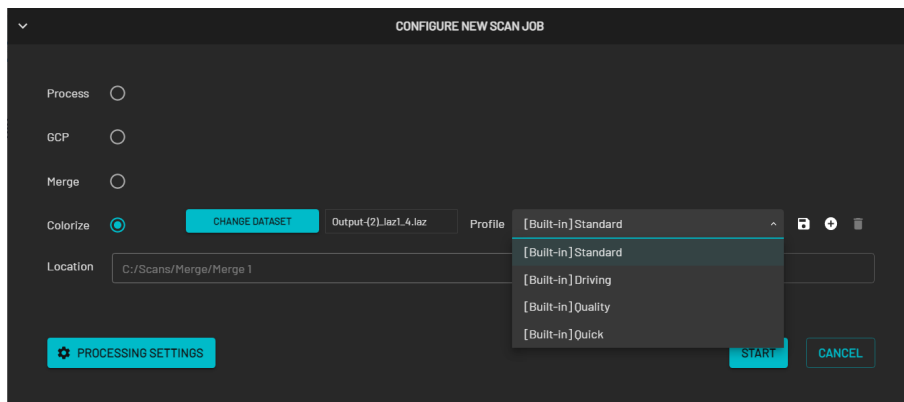 CONFIGURE NEW SCAN JOB
Process
GCP
Merge
Colorize
CHANGE DATASET
Output-(2)_laz1_4.laz
Profile
[Built-in] Standard
[Built-in] Standard
[Built-in] Driving
[Built-in] Quality
[Built-in] Quick
Location
C:/Scans/Merge/Merge 1
PROCESSING SETTINGS
START
CANCEL